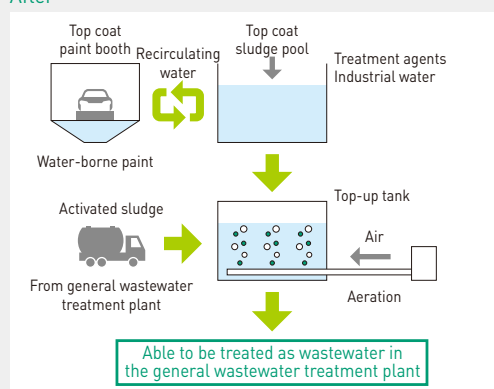 After
Top coat
paint booth
Recirculating
water
Top coat
sludge pool
Treatment agents
Industrial water
Water-borne paint
Activated sludge
Top-up tank
Air
From general wastewater
treatment plant
Aeration
Able to be treated as wastewater in
the general wastewater treatment plant